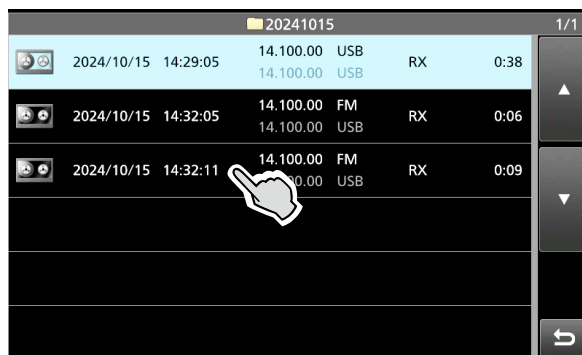 20241015 1/1
2024/10/15 14:29:05 14.100.00 USB RX 0:38
14.100.00 USB
2024/10/15 14:32:05 14.100.00 FM RX 0:06
14.100.00 USB
2024/10/15 14:32:11 14.100.00 FM RX 0:09
00.00 USB